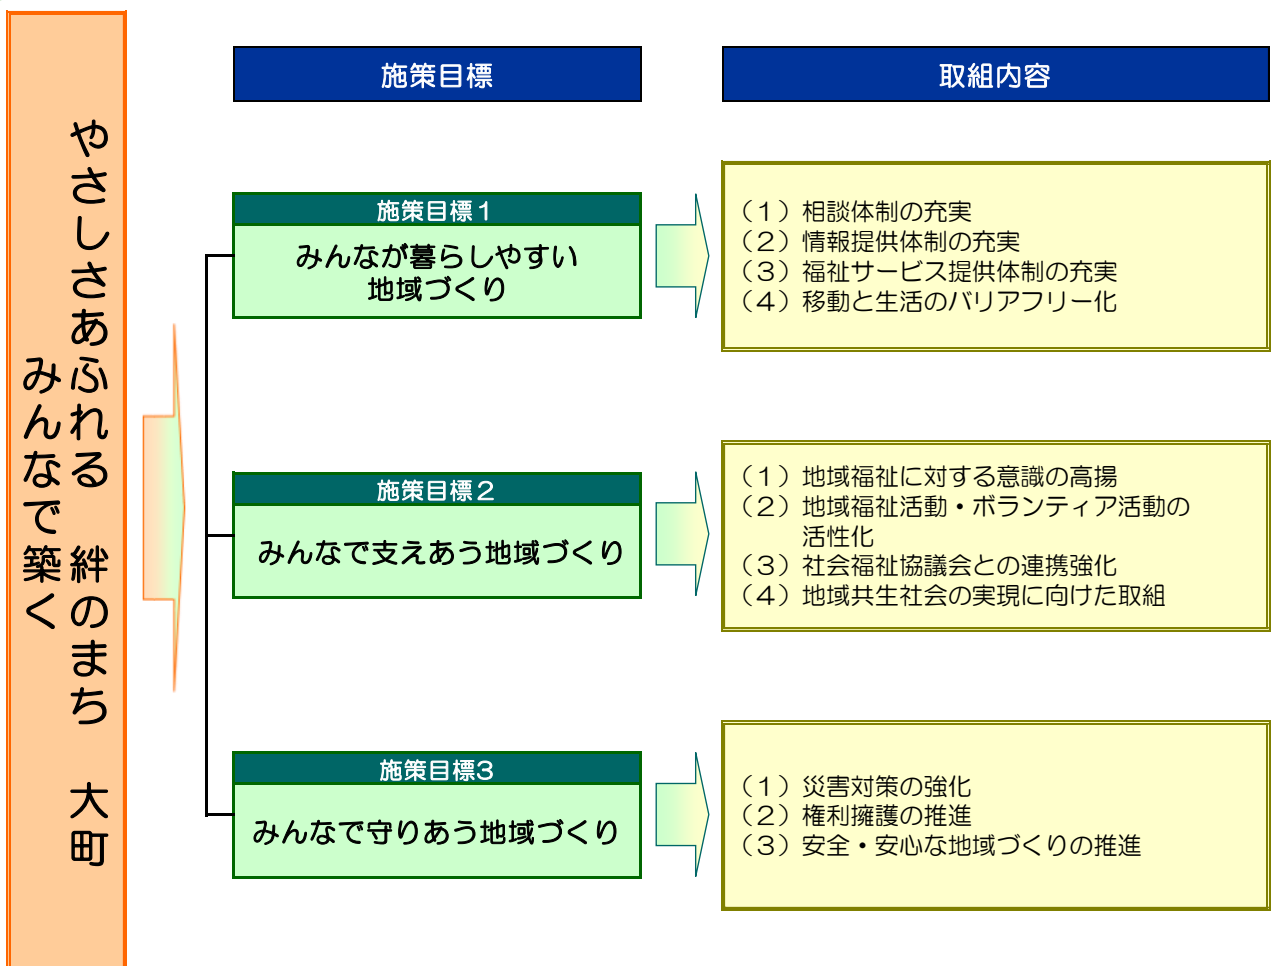 やさしさあふれる　絆のまち　大町
みんなで築く
施策目標
取組内容
施策目標１
みんなが暮らしやすい
地域づくり
（１）相談体制の充実
（２）情報提供体制の充実
（３）福祉サービス提供体制の充実
（４）移動と生活のバリアフリー化
施策目標２
みんなで支えあう地域づくり
（１）地域福祉に対する意識の高揚
（２）地域福祉活動・ボランティア活動の
活性化
（３）社会福祉協議会との連携強化
（４）地域共生社会の実現に向けた取組
施策目標3
みんなで守りあう地域づくり
（１）災害対策の強化
（２）権利擁護の推進
（３）安全・安心な地域づくりの推進